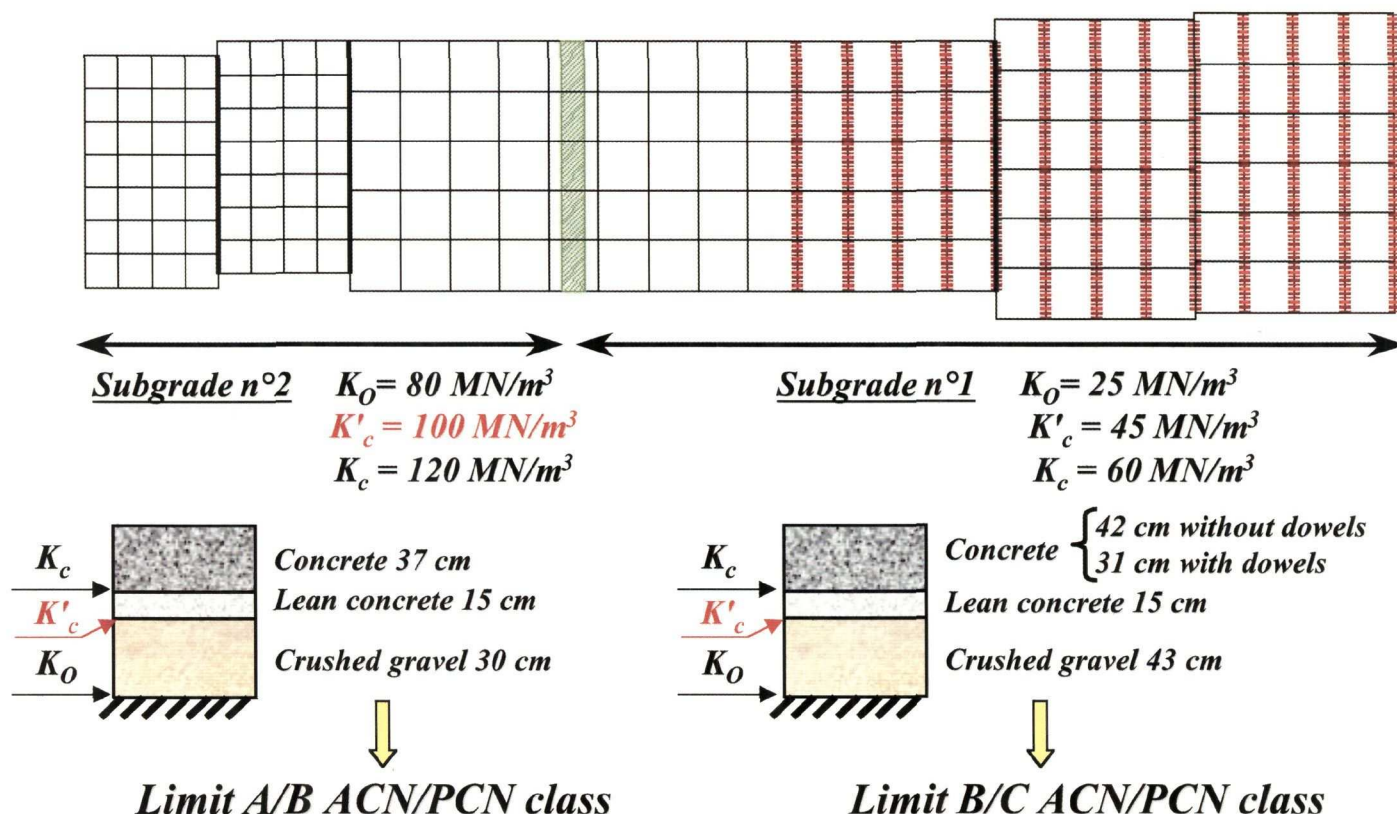 Subgrade n°2
K_O= 80 MN/m³
K'_c = 100 MN/m³
K_c = 120 MN/m³
Subgrade n°1
K_O= 25 MN/m³
K'_c = 45 MN/m³
K_c = 60 MN/m³
K_c
K'_c
K_O
Concrete 37 cm
Lean concrete 15 cm
Crushed gravel 30 cm
K_c
K'_c
K_O
Concrete { 42 cm without dowels
31 cm with dowels
Lean concrete 15 cm
Crushed gravel 43 cm
Limit A/B ACN/PCN class
Limit B/C ACN/PCN class